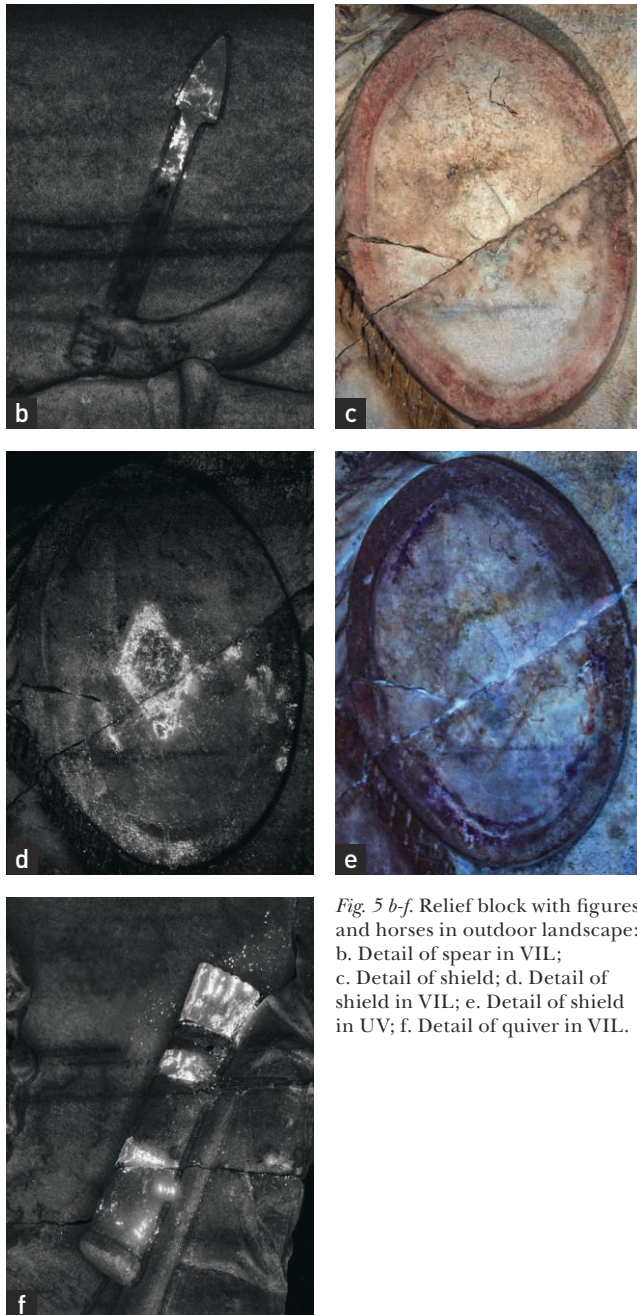 b
c
d
e
Fig. 5 b-f. Relief block with figures
and horses in outdoor landscape:
b. Detail of spear in VIL;
c. Detail of shield; d. Detail of
shield in VIL; e. Detail of shield
in UV; f. Detail of quiver in VIL.
f